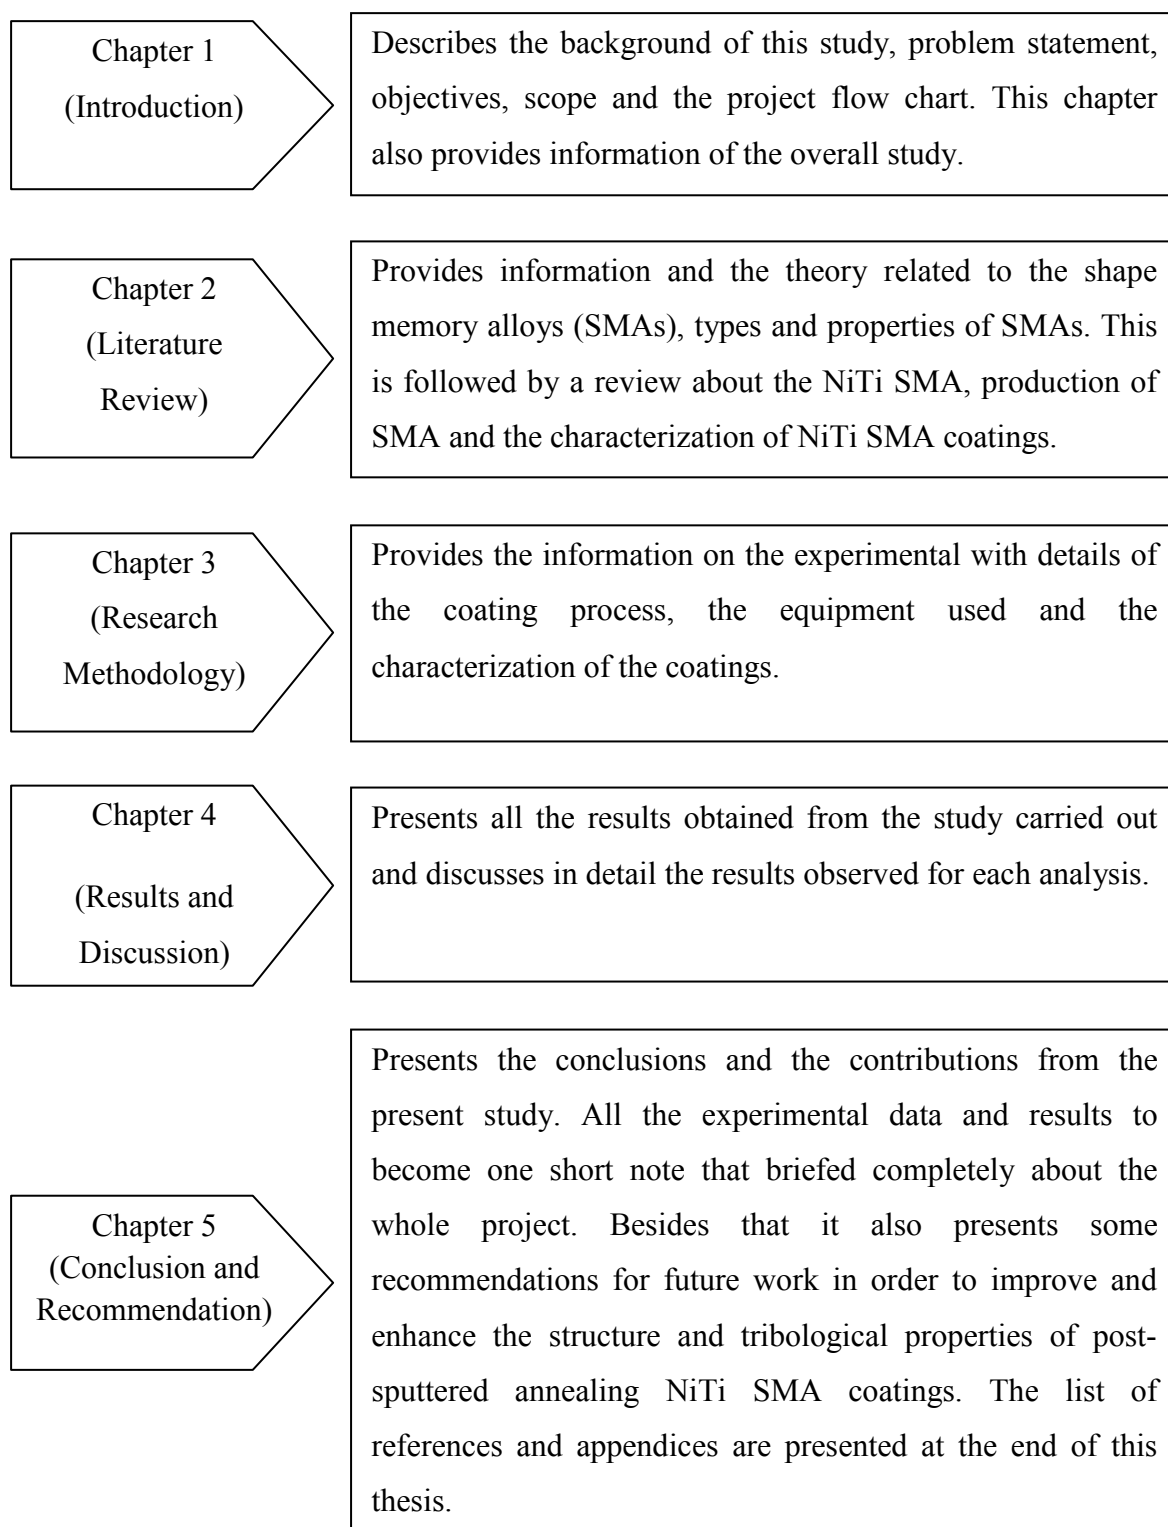 Chapter 1
(Introduction)
Describes the background of this study, problem statement,
objectives, scope and the project flow chart. This chapter
also provides information of the overall study.
Chapter 2
(Literature
Review)
Provides information and the theory related to the shape
memory alloys (SMAs), types and properties of SMAs. This
is followed by a review about the NiTi SMA, production of
SMA and the characterization of NiTi SMA coatings.
Chapter 3
(Research
Methodology)
Provides the information on the experimental with details of
the coating process, the equipment used and the
characterization of the coatings.
Chapter 4
(Results and
Discussion)
Presents all the results obtained from the study carried out
and discusses in detail the results observed for each analysis.
Chapter 5
(Conclusion and
Recommendation)
Presents the conclusions and the contributions from the
present study. All the experimental data and results to
become one short note that briefed completely about the
whole project. Besides that it also presents some
recommendations for future work in order to improve and
enhance the structure and tribological properties of post-
sputtered annealing NiTi SMA coatings. The list of
references and appendices are presented at the end of this
thesis.